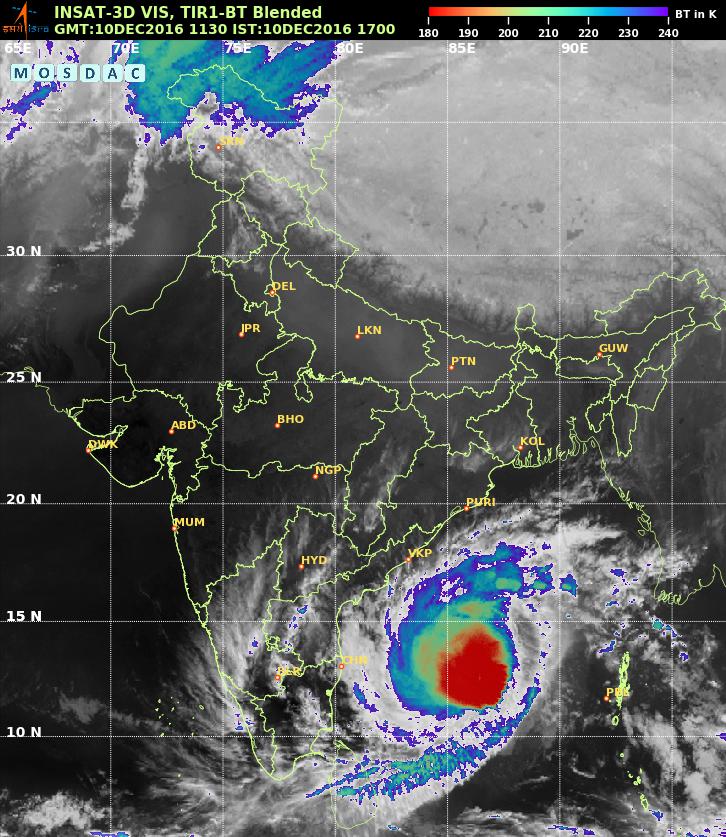 INSAT-3D VIS, TIR1-BT Blended
GMT:10DEC2016 1130 IST:10DEC2016 1700
BT in K
180 190 200 210 220 230 240
65E 70E 75E 80E 85E 90E
M O S D A C
SRN
30 N
DEL
JPR LKN
PTN GUW
25 N
ABD BHO
DWK KOL
NGP
20 N PURI
MUM
HYD VKP
15 N
CHN
BLR
PBL
10 N